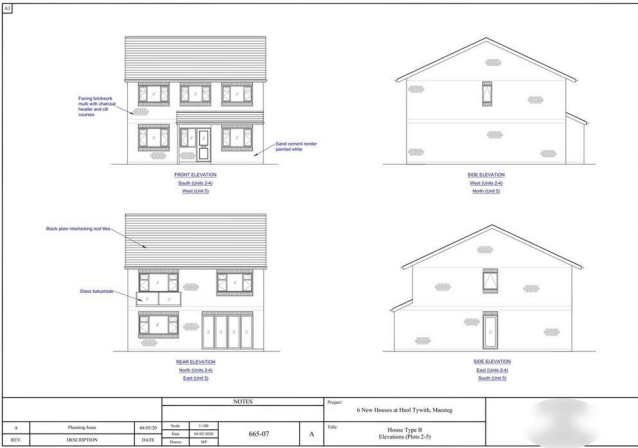 A3
Facing brickwork
multi with charcoal
header and cill
courses
Sand cement render
painted white
FRONT ELEVATION
South (Units 2-4)
West (Unit 5)
SIDE ELEVATION
West (Units 2-4)
North (Unit 5)
Black plain interlocking roof tiles
Glass balustrade
REAR ELEVATION
North (Units 2-4)
East (Unit 5)
SIDE ELEVATION
East (Units 2-4)
South (Unit 5)
NOTES
Project:
6 New Houses at Heol Tywith, Maesteg
A Planning Issue 04/05/20
REV. DESCRIPTION DATE
Scale 1:100
Date 04/05/2020
Drawn MP
665-07
A
Title:
House Type B
Elevations (Plots 2-5)